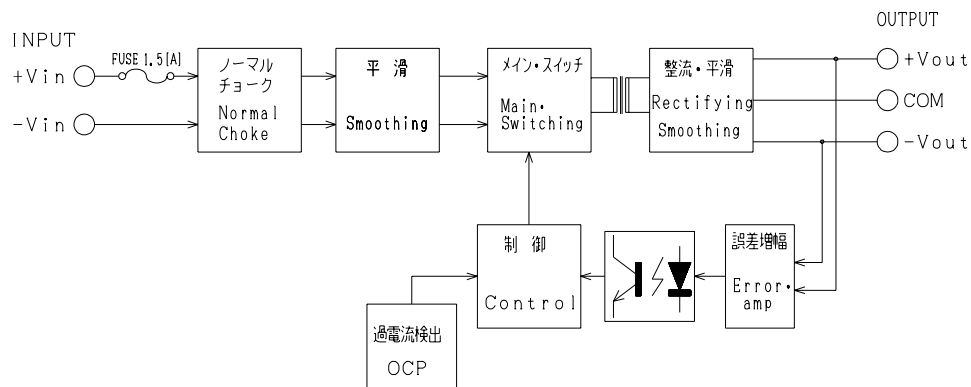 OUTPUT
INPUT
FUSE 1.5[A]
+Vin
-Vin
ノーマル
チョーク
Normal
Choke
平 滑
Smoothing
メイン・スイッチ
Main・
Switching
整流・平滑
Rectifying
Smoothing
+Vout
COM
-Vout
制 御
Control
誤差増幅
Error・
amp
過電流検出
OCP